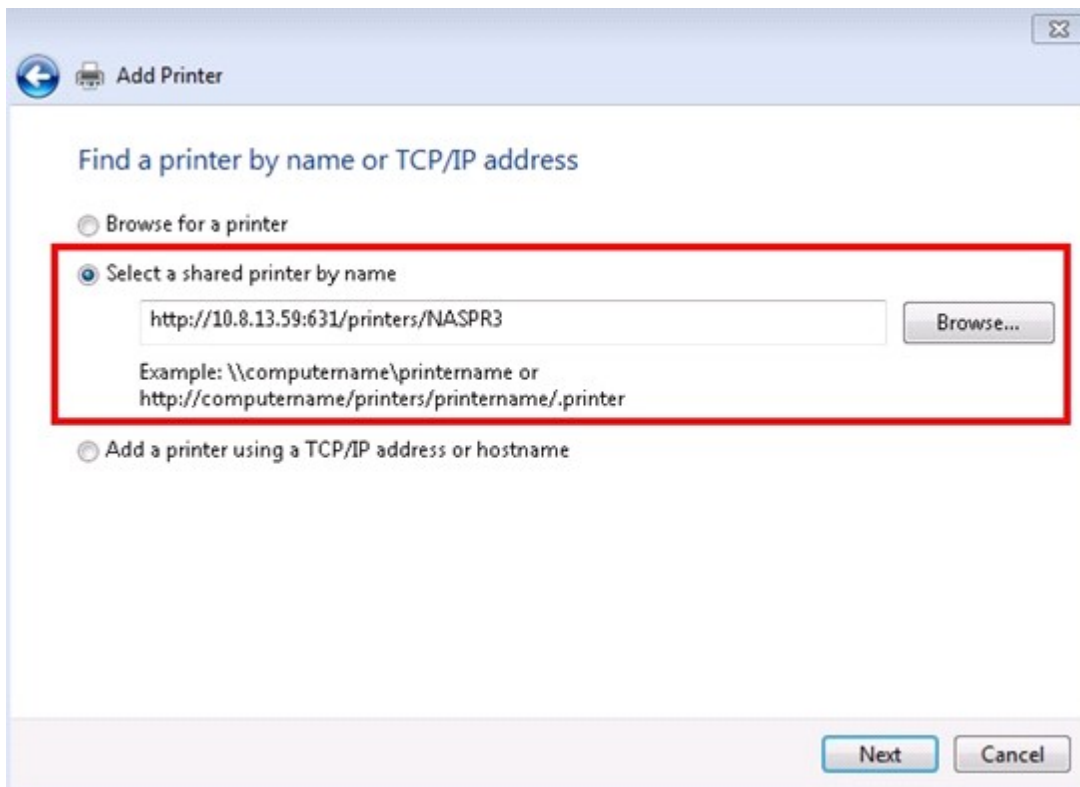 Add Printer
Find a printer by name or TCP/IP address
Browse for a printer
Select a shared printer by name
http://10.8.13.59:631/printers/NASPR3
Browse...
Example: \\computername\printername or
http://computername/printers/printername/.printer
Add a printer using a TCP/IP address or hostname
Next
Cancel